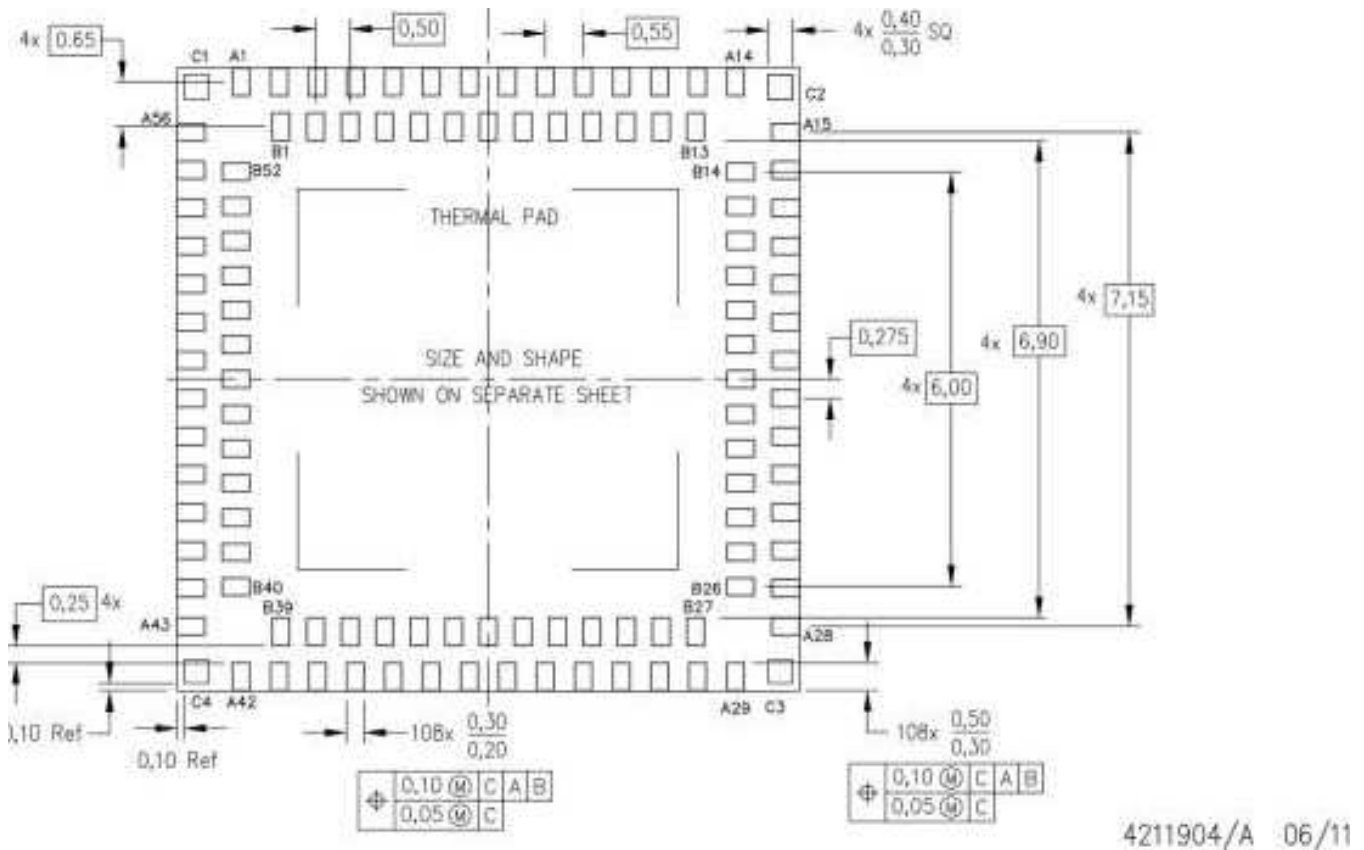 0,50
0,55
4x 0,40
0,30 SQ
4x 0.65
C1 A1 A14
C2
A56 A15
B1 B13
B52 B14
THERMAL PAD
4x 7,15
0,275
4x 6,90
SIZE AND SHAPE
4x 6,00
SHOWN ON SEPARATE SHEET
B40 B26
0,25 4x
B39 B27
A43 A28
C4 A42 A29 C3
,10 Ref
0,10 Ref
108x 0,30
0,20
108x 0,50
0,30
⌖ 0,10 Ⓜ C A B
0,05 Ⓜ C
⌖ 0,10 Ⓜ C A B
0,05 Ⓜ C
4211904/A 06/11